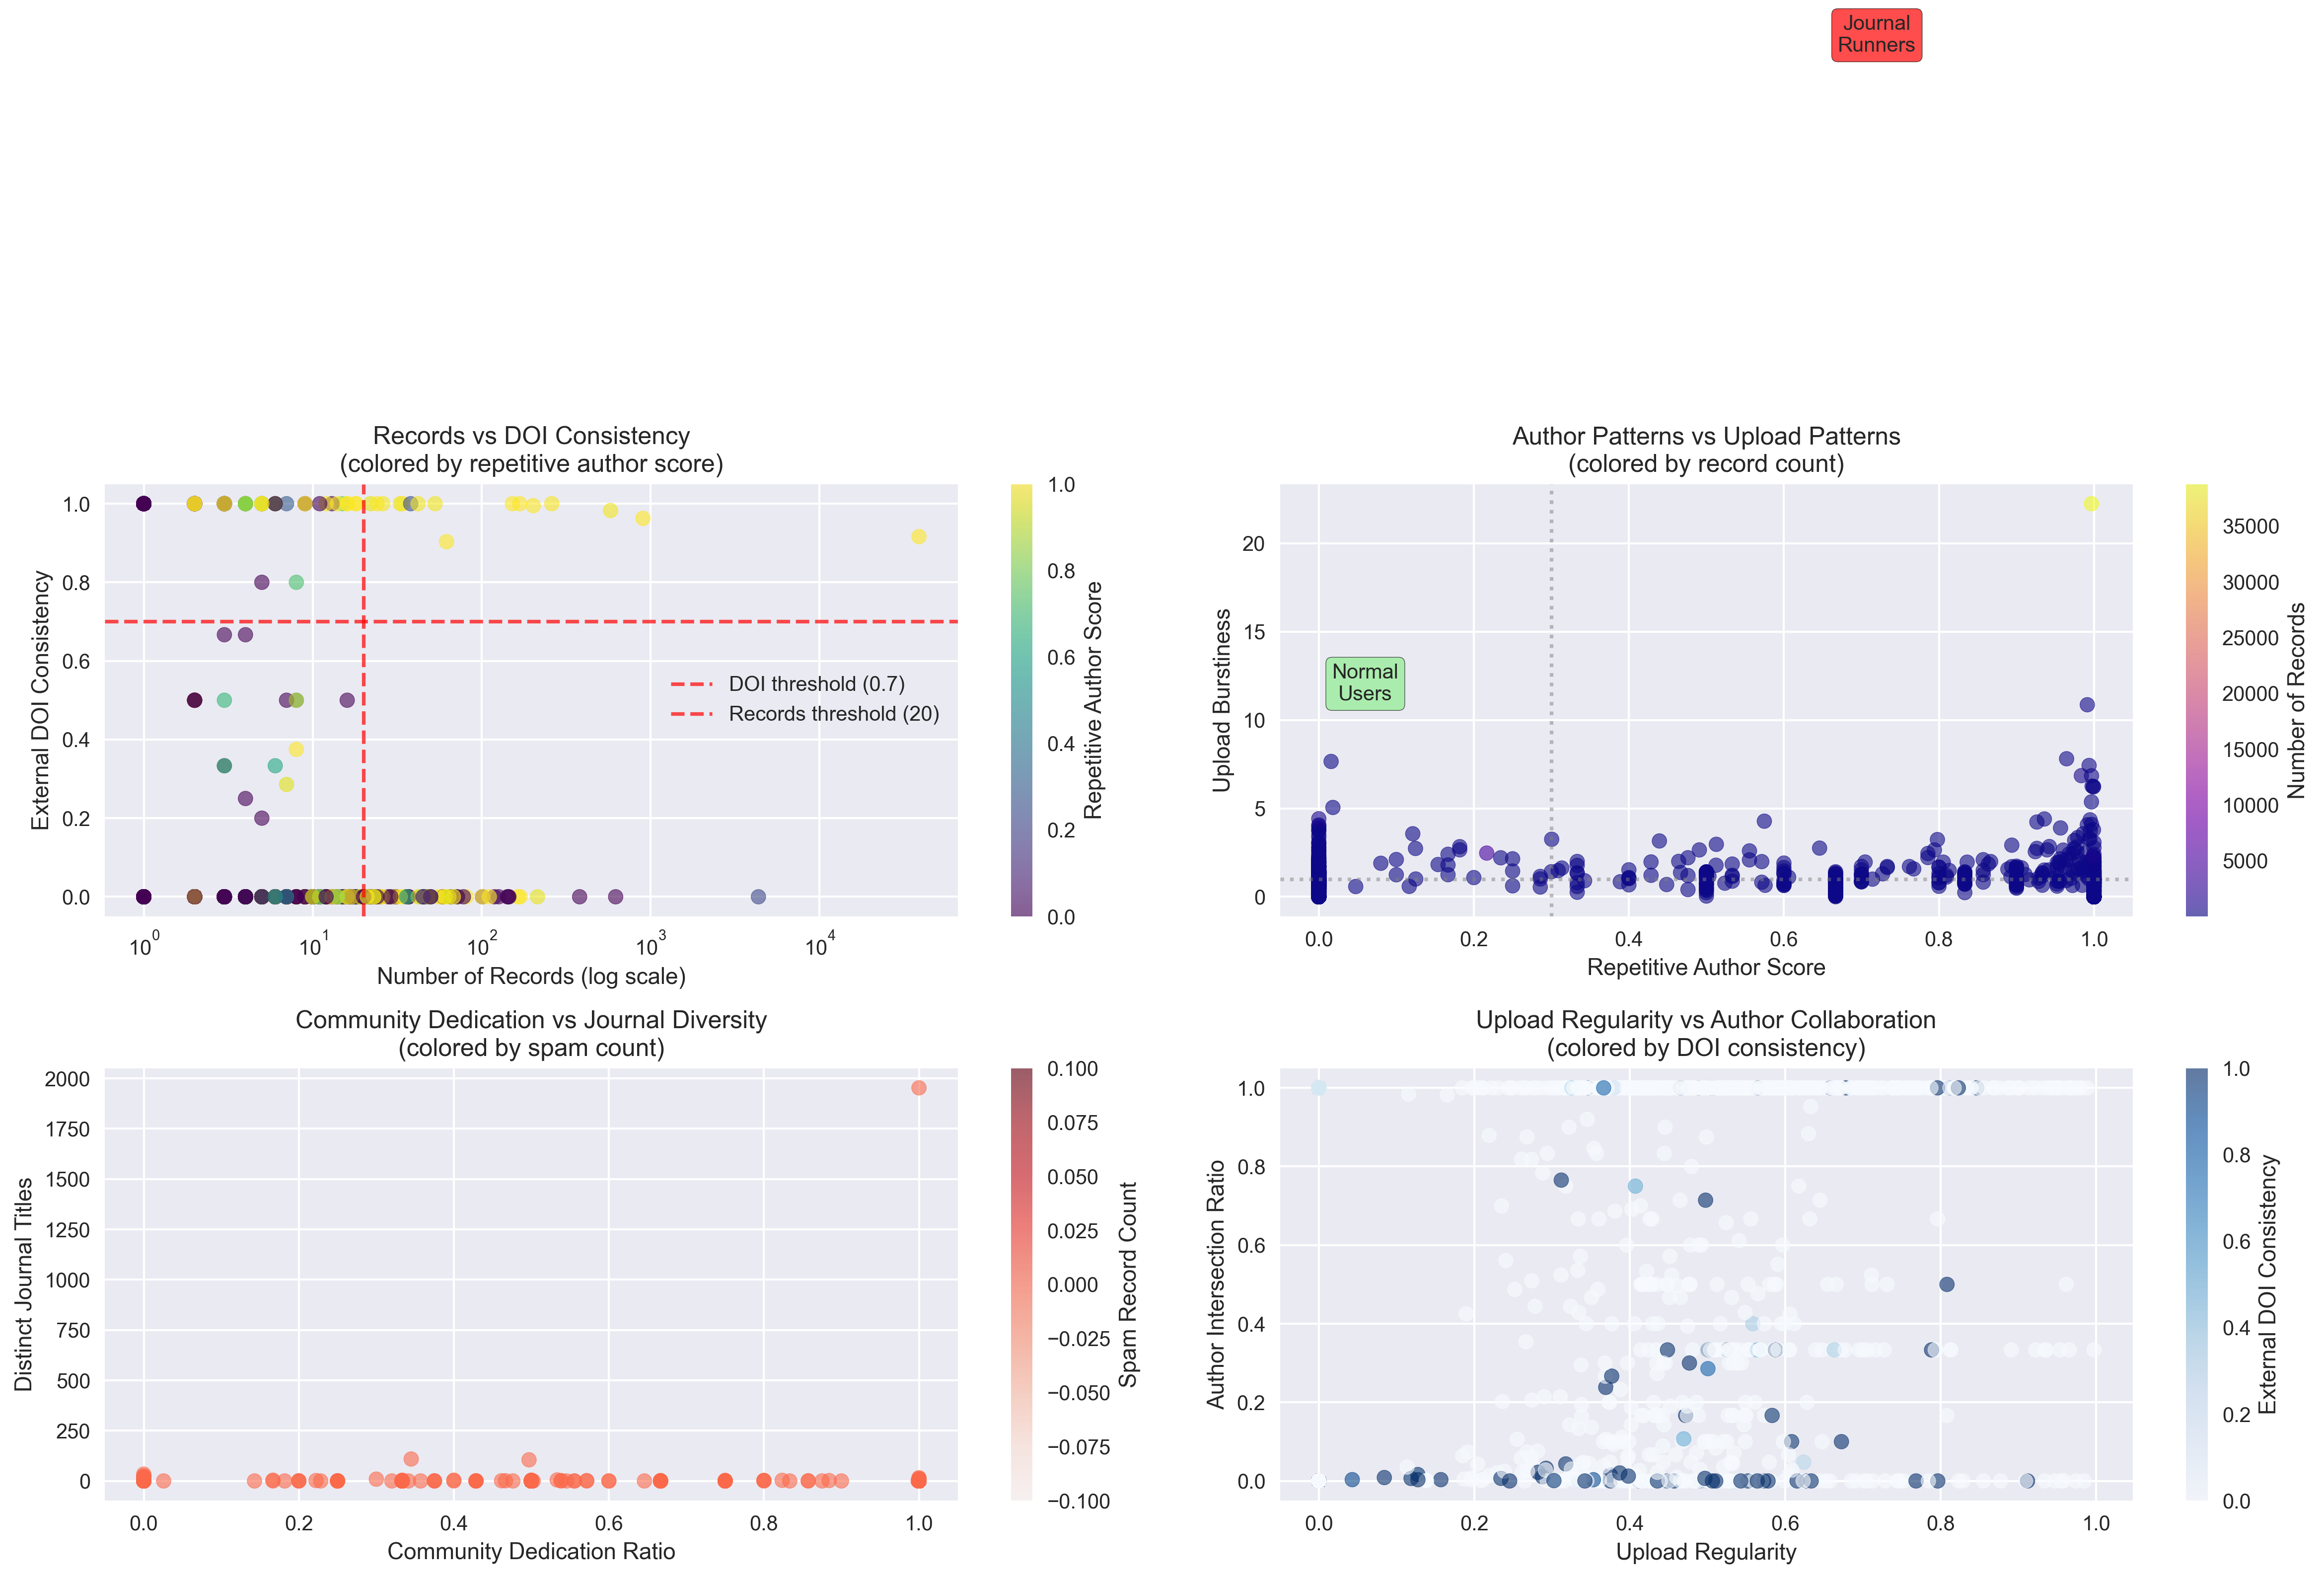 Journal
Runners
Records vs DOI Consistency
(colored by repetitive author score)
External DOI Consistency
1.0
0.8
0.6
0.4
0.2
0.0
DOI threshold (0.7)
Records threshold (20)
10⁰
10¹
10²
10³
10⁴
Number of Records (log scale)
1.0
0.8
0.6
0.4
0.2
0.0
Repetitive Author Score
Author Patterns vs Upload Patterns
(colored by record count)
Upload Burstiness
20
15
10
5
0
Normal
Users
0.0
0.2
0.4
0.6
0.8
1.0
Repetitive Author Score
35000
30000
25000
20000
15000
10000
5000
Number of Records
Community Dedication vs Journal Diversity
(colored by spam count)
Distinct Journal Titles
2000
1750
1500
1250
1000
750
500
250
0
0.0
0.2
0.4
0.6
0.8
1.0
Community Dedication Ratio
0.100
0.075
0.050
0.025
0.000
−0.025
−0.050
−0.075
−0.100
Spam Record Count
Upload Regularity vs Author Collaboration
(colored by DOI consistency)
Author Intersection Ratio
1.0
0.8
0.6
0.4
0.2
0.0
0.0
0.2
0.4
0.6
0.8
1.0
Upload Regularity
1.0
0.8
0.6
0.4
0.2
0.0
External DOI Consistency